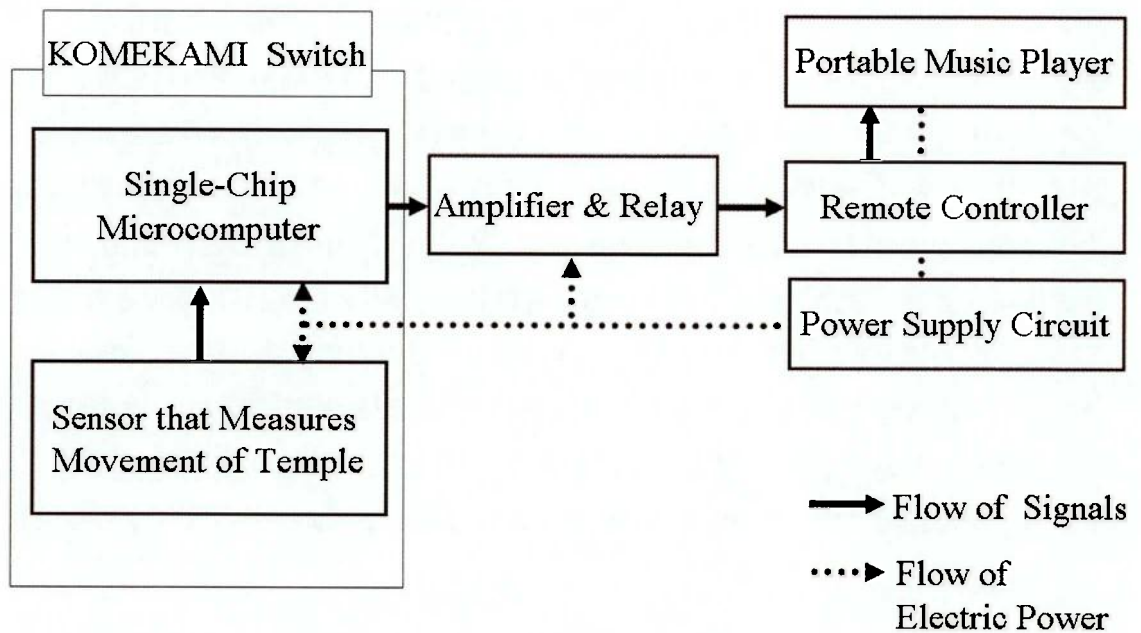 KOMEKAMI Switch
Single-Chip
Microcomputer
Sensor that Measures
Movement of Temple
Amplifier & Relay
Portable Music Player
Remote Controller
Power Supply Circuit
Flow of Signals
Flow of
Electric Power